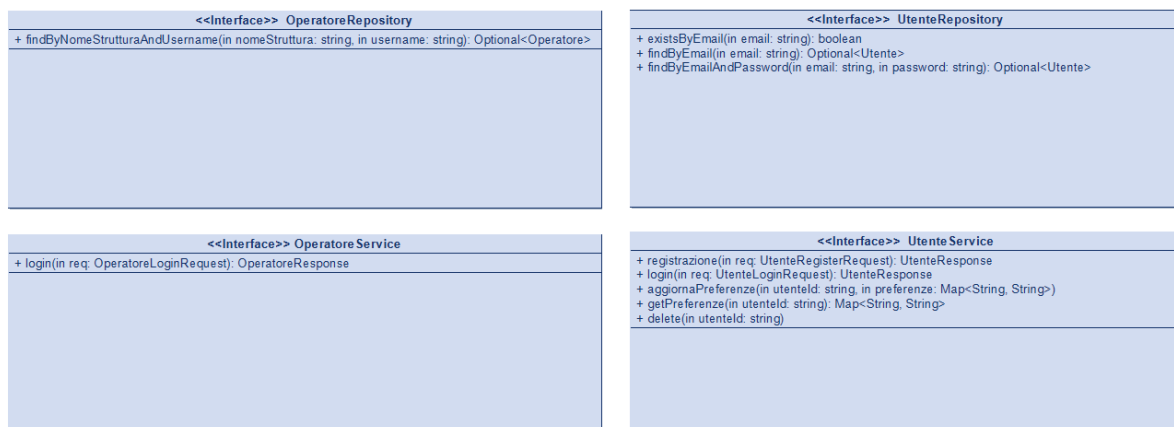 <<Interface>> OperatoreRepository
+ findByNomeStrutturaAndUsername(in nomeStruttura: string, in username: string): Optional<Operatore>
<<Interface>> UtenteRepository
+ existsByEmail(in email: string): boolean
+ findByEmail(in email: string): Optional<Utente>
+ findByEmailAndPassword(in email: string, in password: string): Optional<Utente>
<<Interface>> OperatoreService
+ login(in req: OperatoreLoginRequest): OperatoreResponse
<<Interface>> UtenteService
+ registrazione(in req: UtenteRegisterRequest): UtenteResponse
+ login(in req: UtenteLoginRequest): UtenteResponse
+ aggiornaPreferenze(in utenteId: string, in preferenze: Map<String, String>)
+ getPreferenze(in utenteId: string): Map<String, String>
+ delete(in utenteId: string)